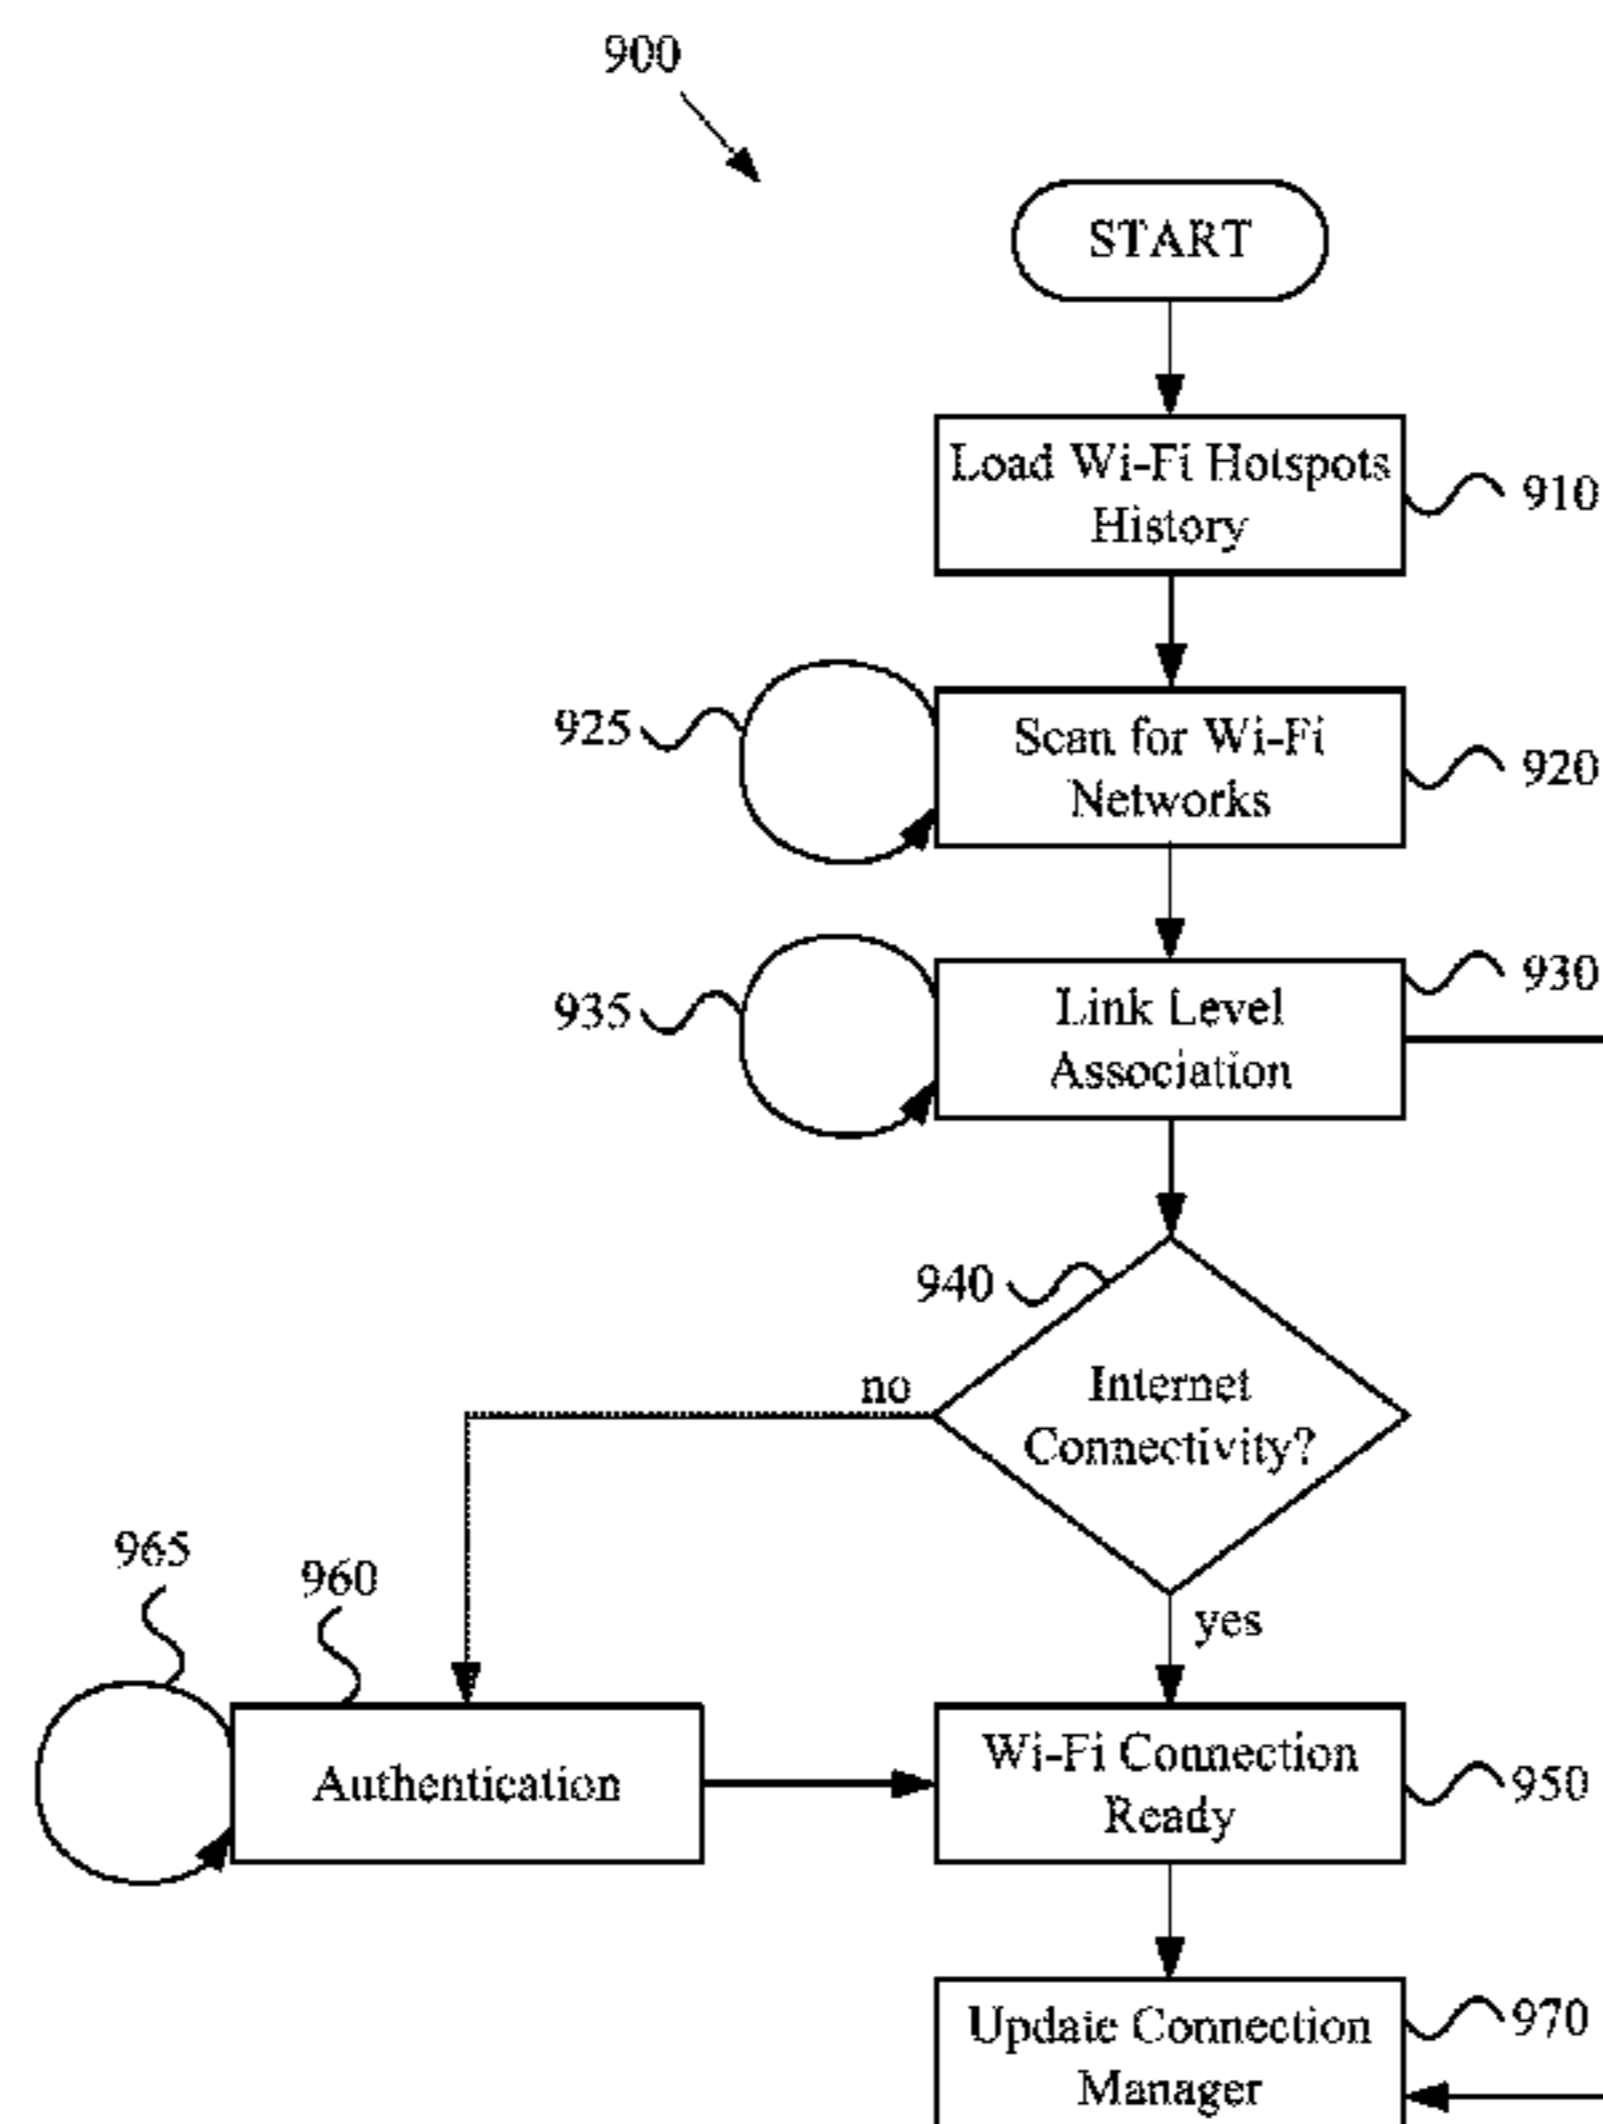 900
START
Load Wi-Fi Hotspots
History
910
925
Scan for Wi-Fi
Networks
920
935
Link Level
Association
930
940
Internet
Connectivity?
no
yes
965
960
Authentication
Wi-Fi Connection
Ready
950
Update Connection
Manager
970